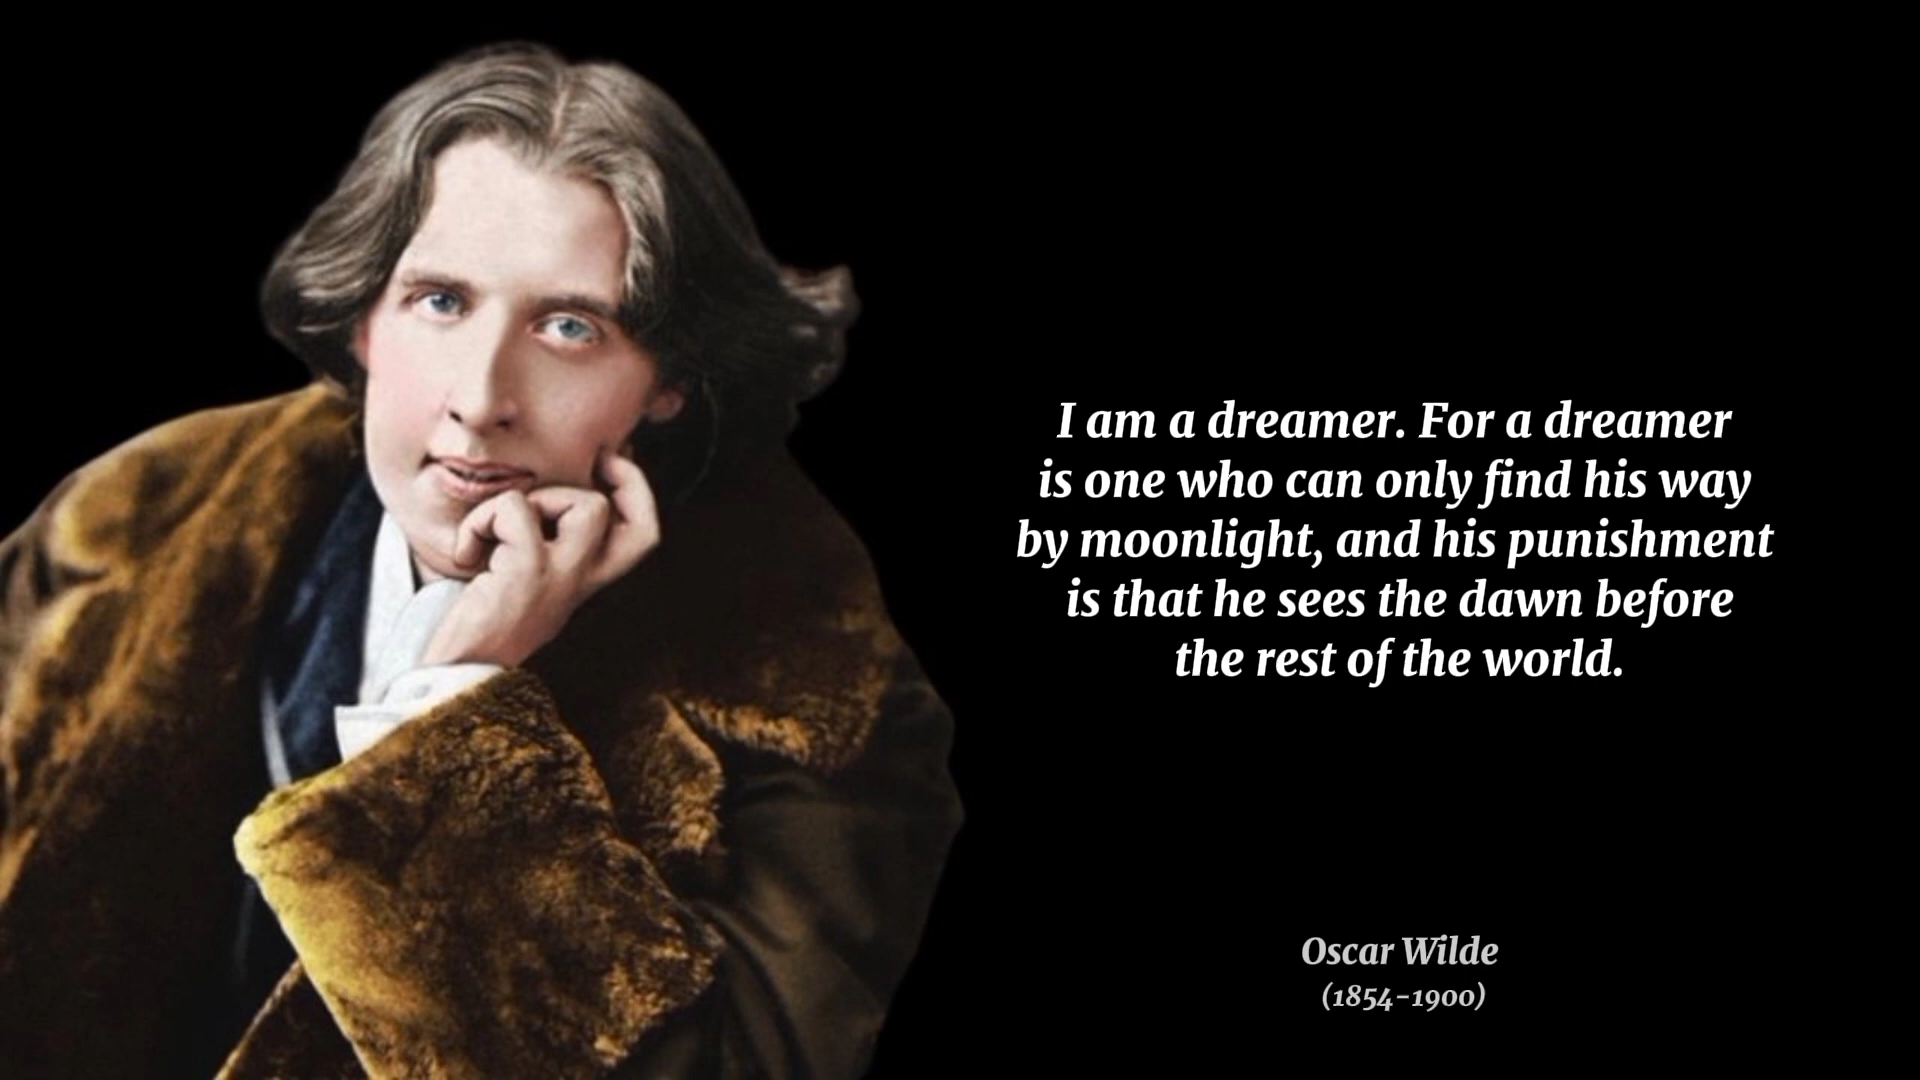 I am a dreamer. For a dreamer
is one who can only find his way
by moonlight, and his punishment
is that he sees the dawn before
the rest of the world.
Oscar Wilde
(1854-1900)